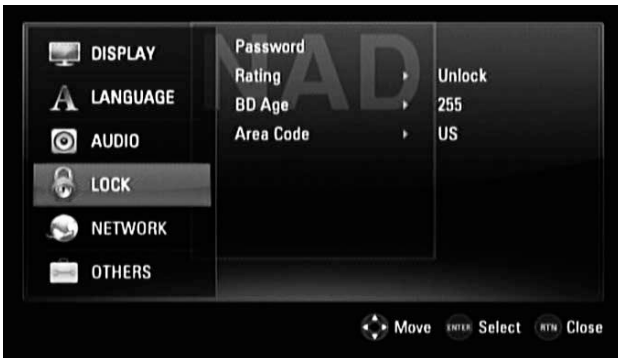 NAD
DISPLAY
LANGUAGE
AUDIO
LOCK
NETWORK
OTHERS
Password
Rating Unlock
BD Age 255
Area Code US
Move ENTER Select RTN Close